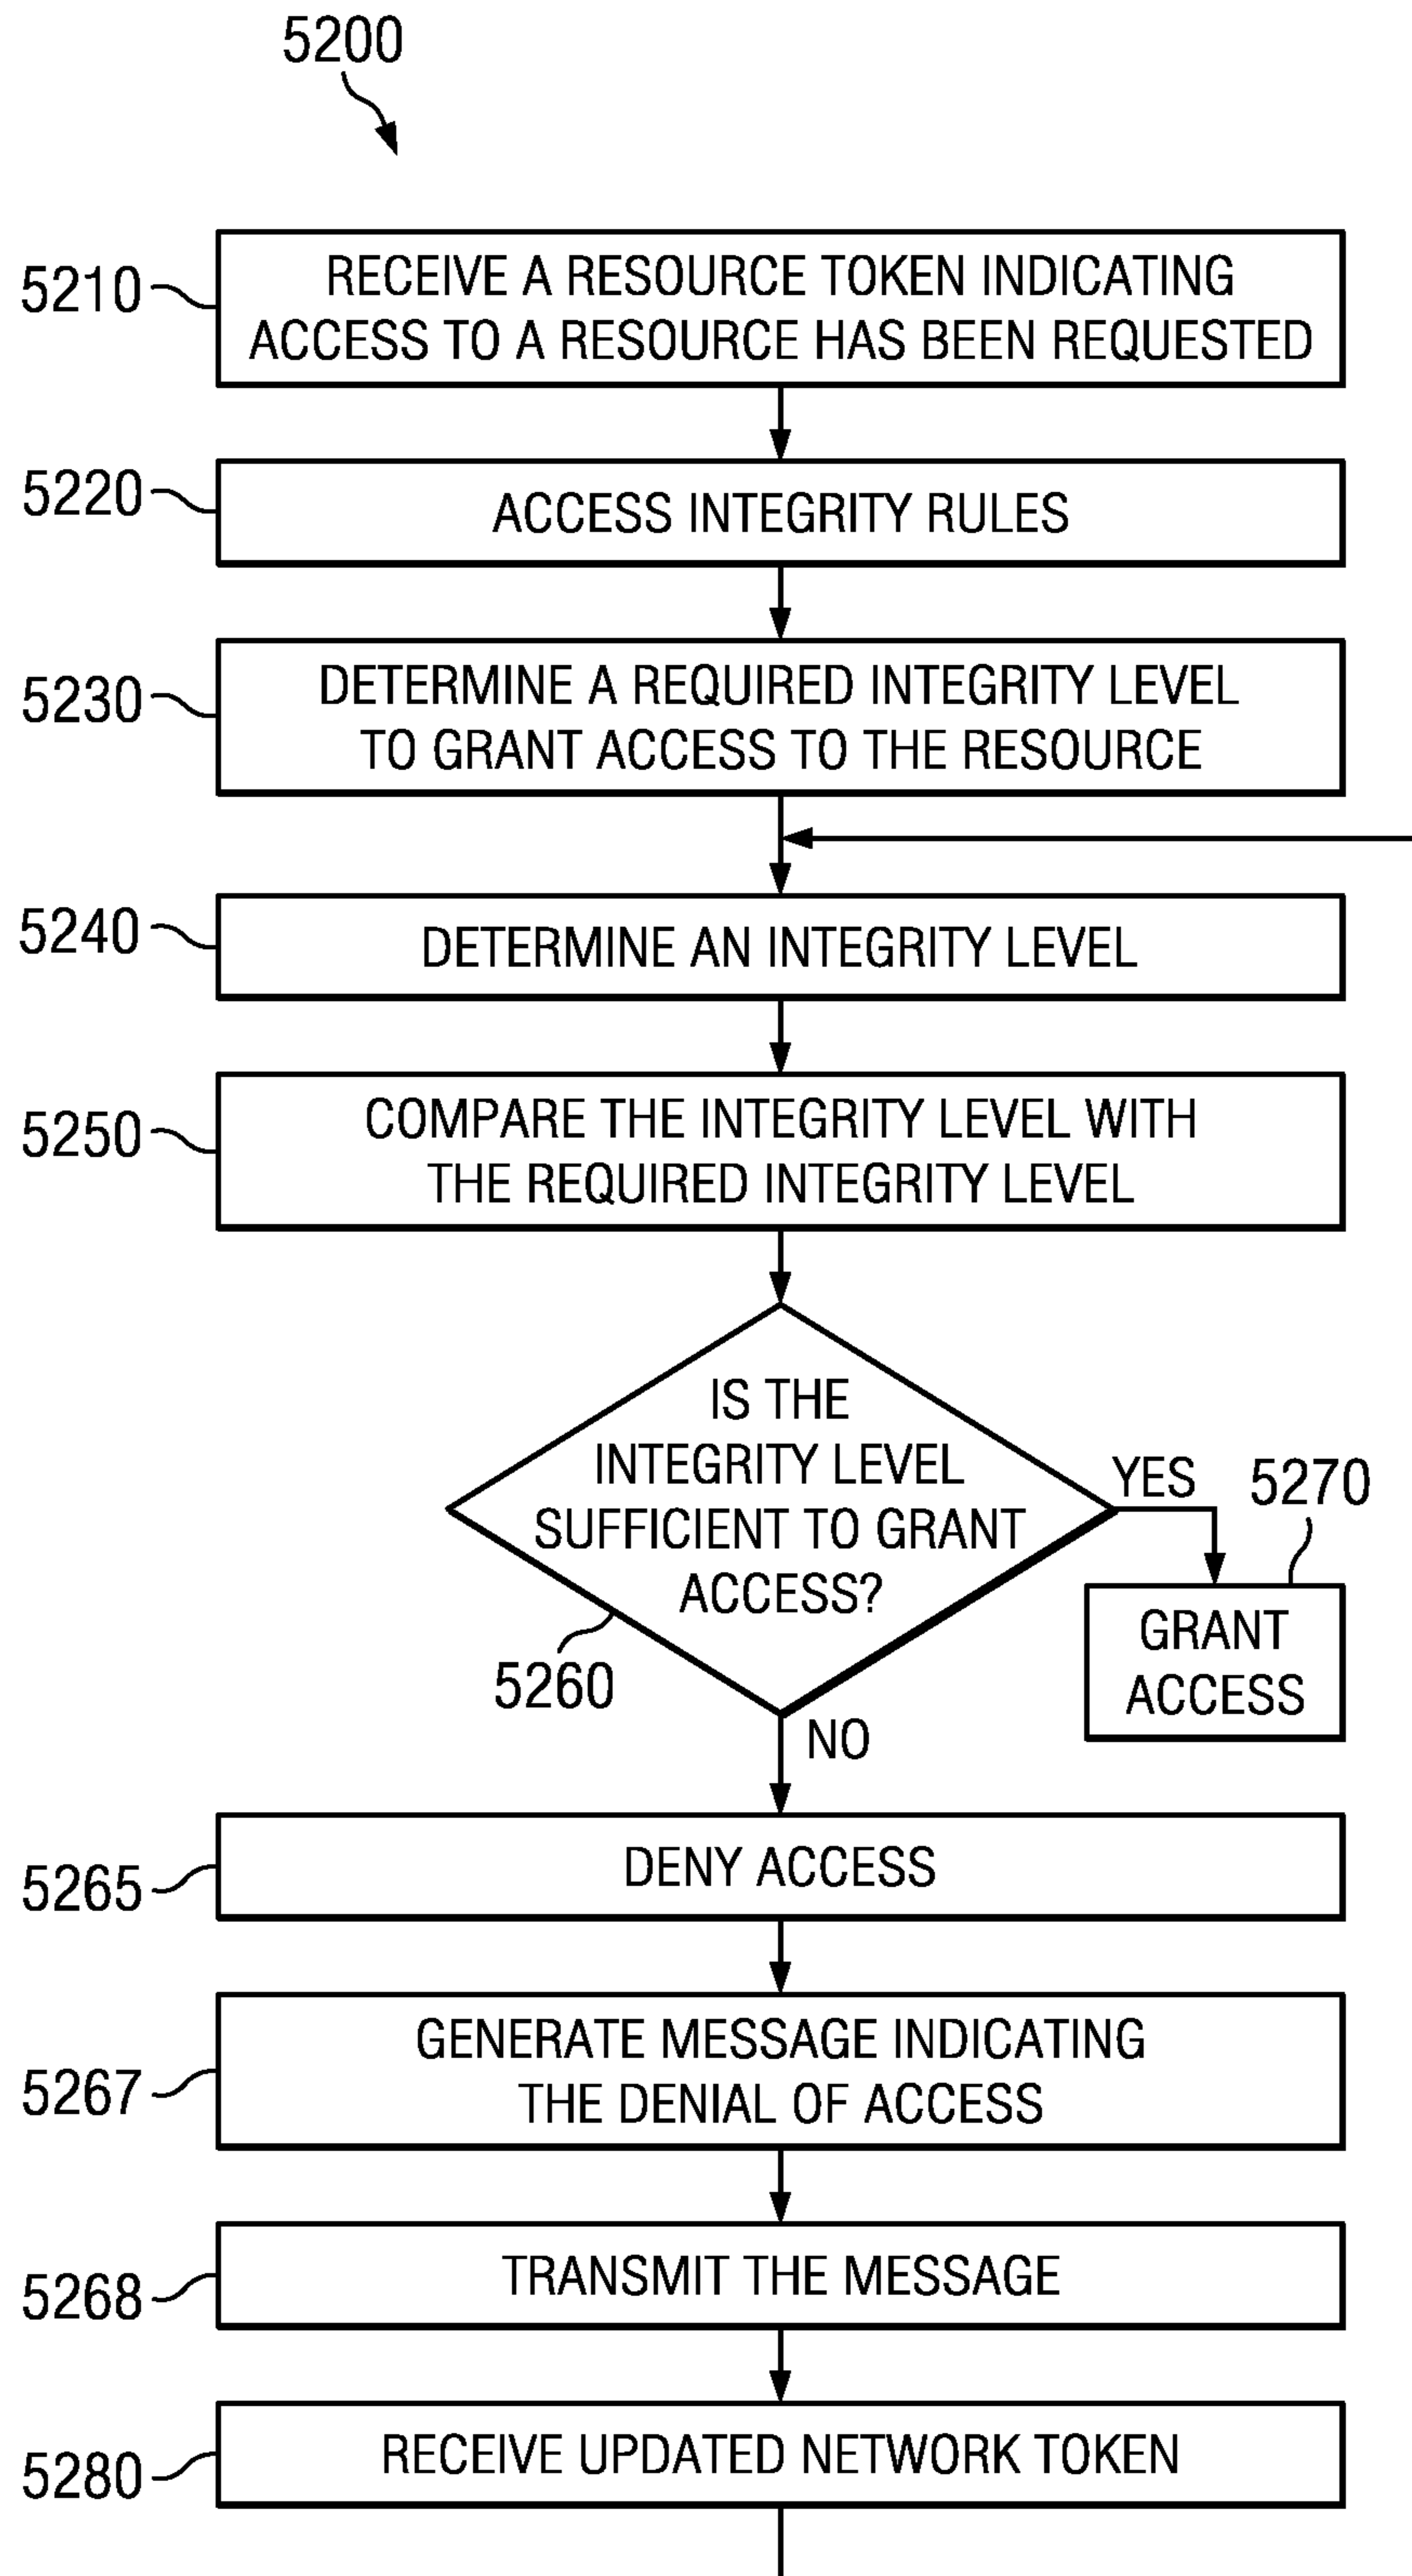 5200
5210
RECEIVE A RESOURCE TOKEN INDICATING
ACCESS TO A RESOURCE HAS BEEN REQUESTED
5220
ACCESS INTEGRITY RULES
5230
DETERMINE A REQUIRED INTEGRITY LEVEL
TO GRANT ACCESS TO THE RESOURCE
5240
DETERMINE AN INTEGRITY LEVEL
5250
COMPARE THE INTEGRITY LEVEL WITH
THE REQUIRED INTEGRITY LEVEL
IS THE
INTEGRITY LEVEL
SUFFICIENT TO GRANT
ACCESS?
5260
YES
5270
GRANT
ACCESS
NO
5265
DENY ACCESS
5267
GENERATE MESSAGE INDICATING
THE DENIAL OF ACCESS
5268
TRANSMIT THE MESSAGE
5280
RECEIVE UPDATED NETWORK TOKEN